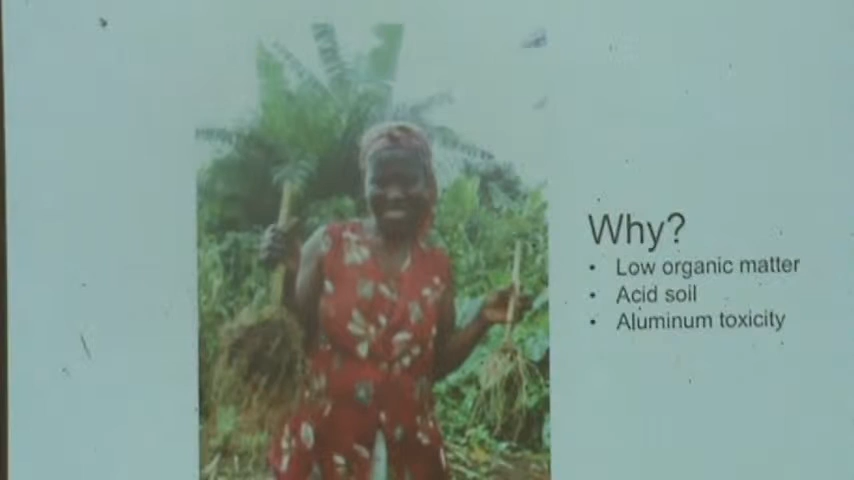 Why?
• Low organic matter
• Acid soil
• Aluminum toxicity